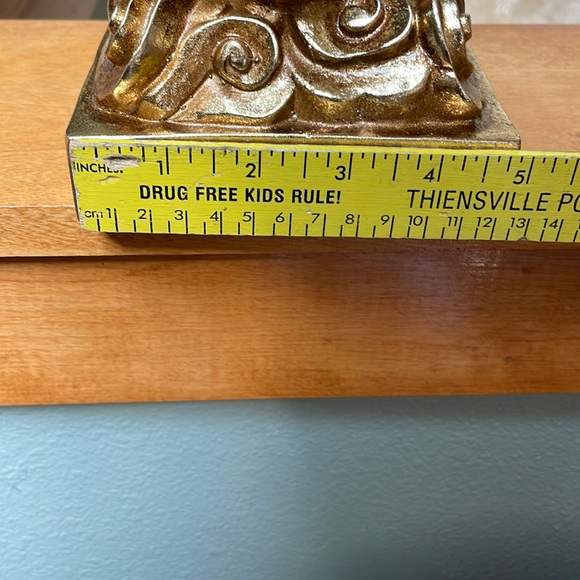 INCHES 1 2 3 4 5
DRUG FREE KIDS RULE! THIENSVILLE
cm 1 2 3 4 5 6 7 8 9 10 11 12 13 14